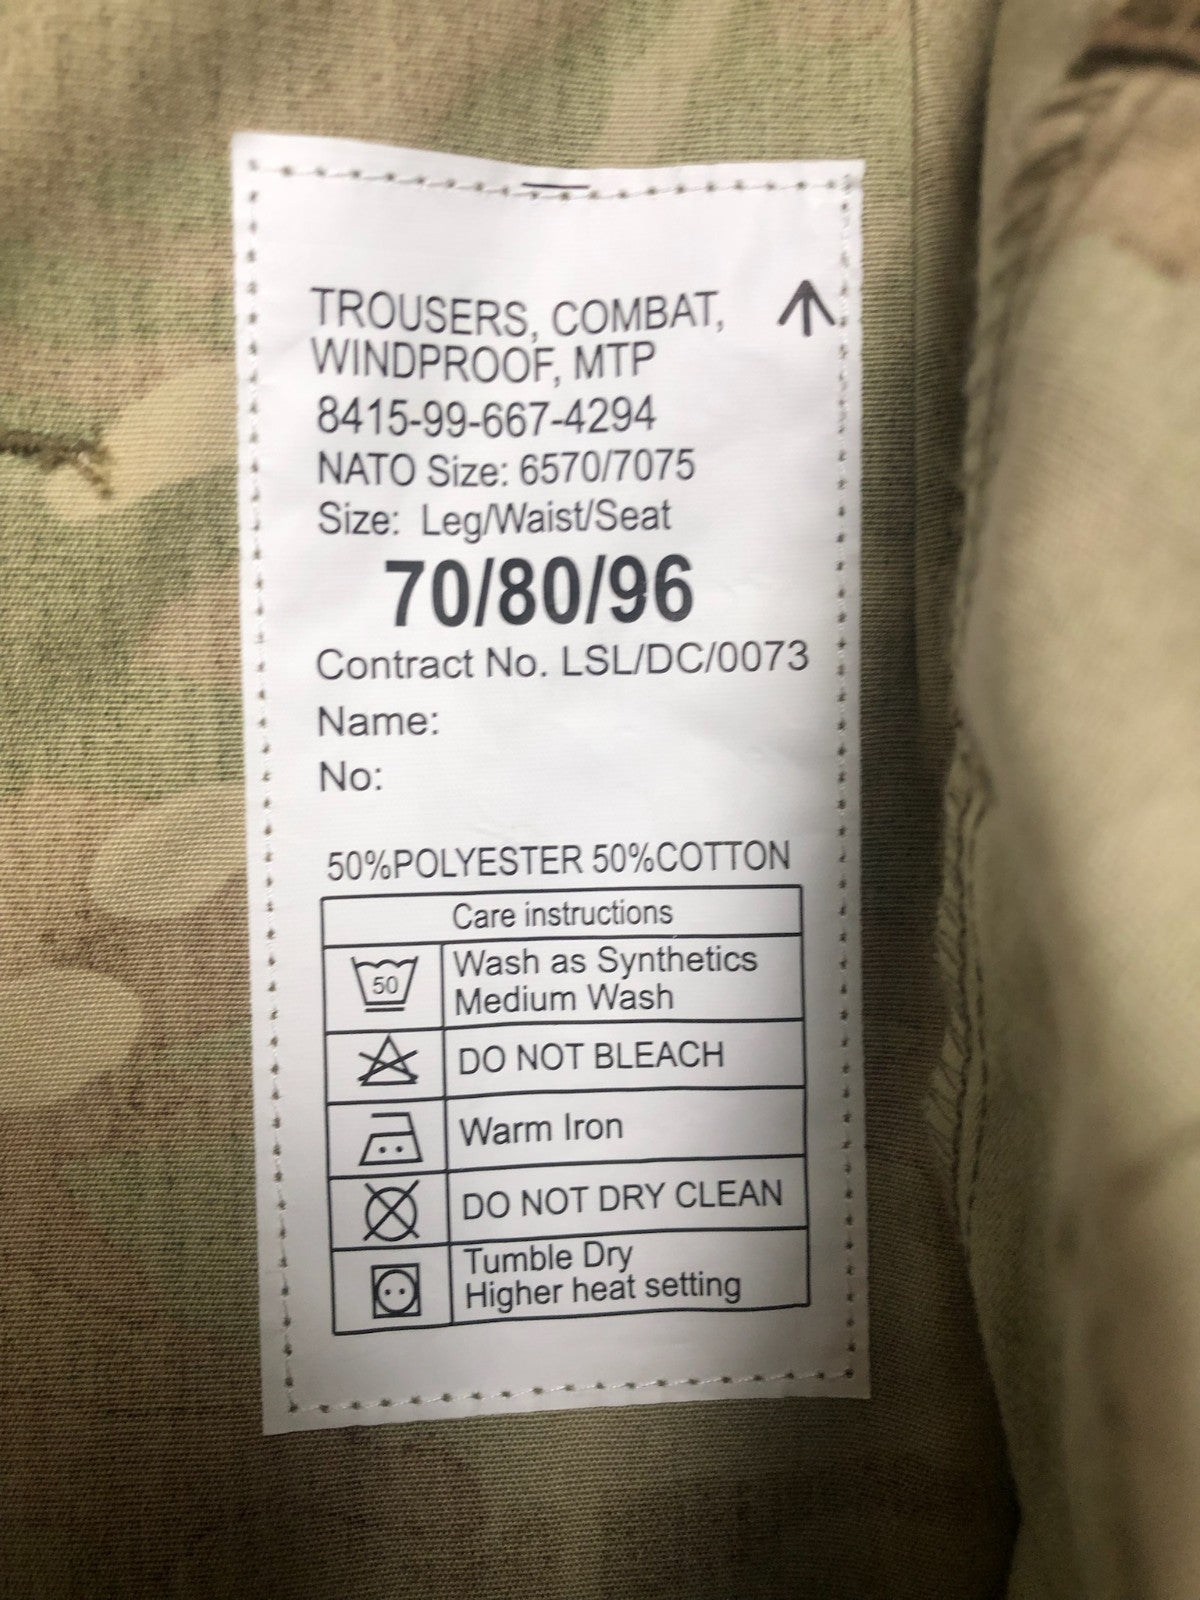 TROUSERS, COMBAT,
WINDPROOF, MTP
8415-99-667-4294
NATO Size: 6570/7075
Size: Leg/Waist/Seat
70/80/96
Contract No. LSL/DC/0073
Name:
No:
50%POLYESTER 50%COTTON
Care instructions
50
Wash as Synthetics
Medium Wash
DO NOT BLEACH
Warm Iron
DO NOT DRY CLEAN
Tumble Dry
Higher heat setting